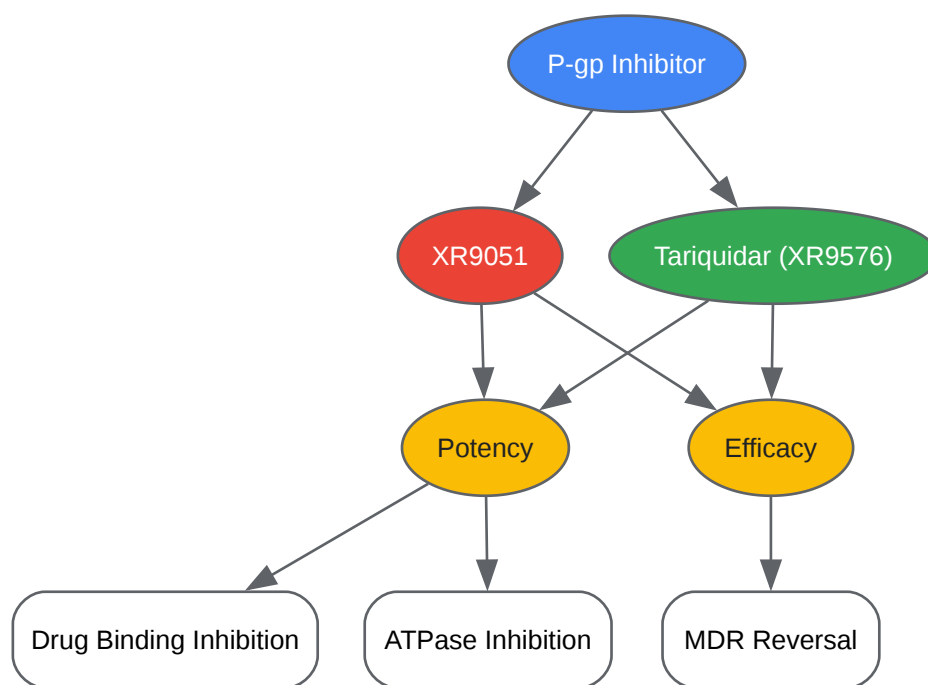 P-gp Inhibitor
XR9051
Tariquidar (XR9576)
Potency
Efficacy
Drug Binding Inhibition
ATPase Inhibition
MDR Reversal